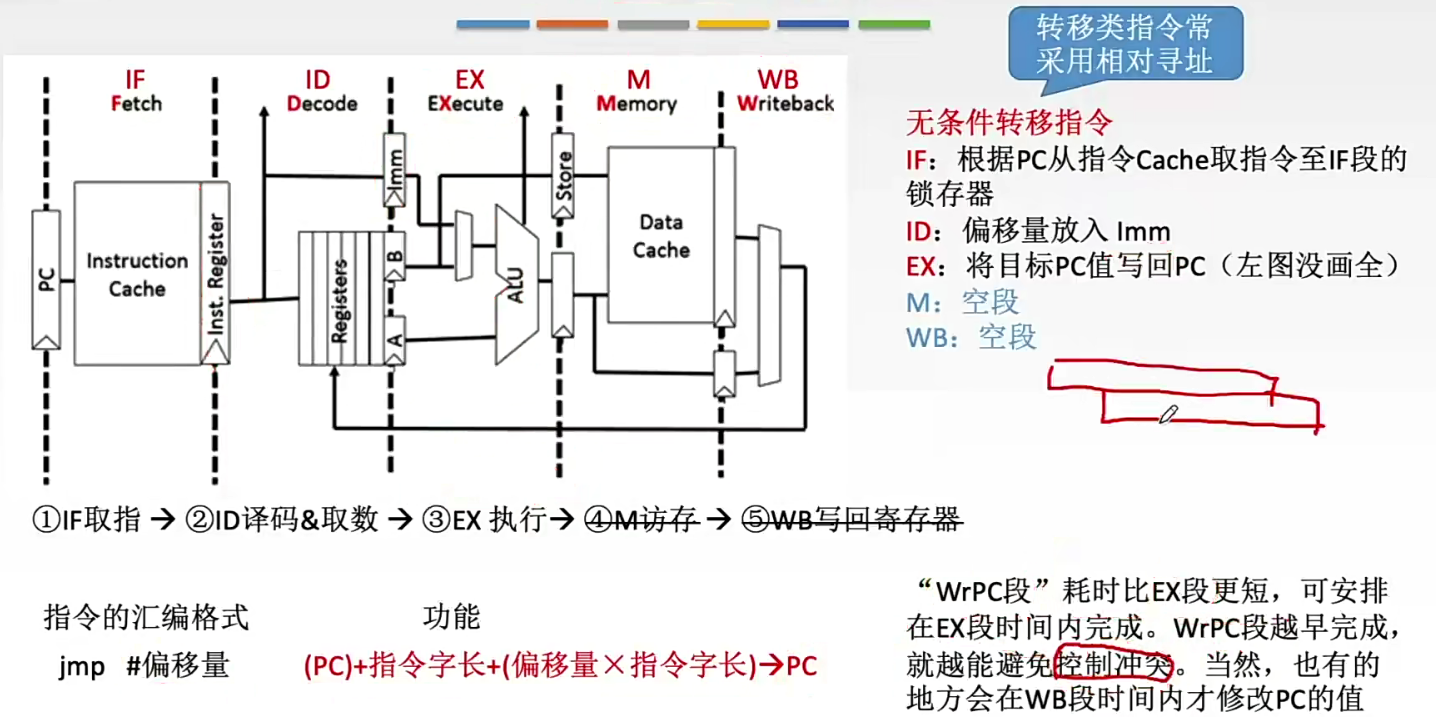 转移类指令常
采用相对寻址
IF
Fetch
ID
Decode
EX
EXecute
M
Memory
WB
Writeback
PC
Instruction
Cache
Inst. Register
Registers
Imm
B
A
ALU
Store
Data
Cache
无条件转移指令
IF：根据PC从指令Cache取指令至IF段的
锁存器
ID：偏移量放入 Imm
EX：将目标PC值写回PC（左图没画全）
M：空段
WB：空段
①IF取指 → ②ID译码&取数 → ③EX 执行→ ④M访存 → ⑤WB写回寄存器
指令的汇编格式
功能
jmp #偏移量
(PC)+指令字长+(偏移量×指令字长)→PC
“WrPC段”耗时比EX段更短，可安排
在EX段时间内完成。WrPC段越早完成，
就越能避免控制冲突。当然，也有的
地方会在WB段时间内才修改PC的值